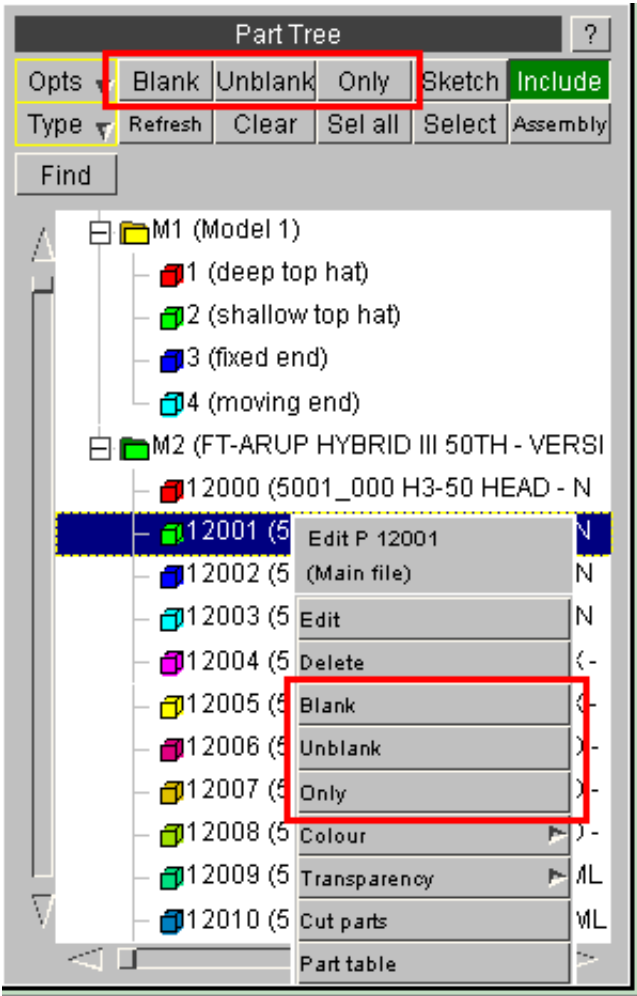 Part Tree ?
Opts Blank Unblank Only Sketch Include
Type Refresh Clear Sel all Select Assembly
Find
M1 (Model 1)
1 (deep top hat)
2 (shallow top hat)
3 (fixed end)
4 (moving end)
M2 (FT-ARUP HYBRID III 50TH - VERSI
12000 (5001_000 H3-50 HEAD - N
12001 (5 Edit P 12001 N
12002 (5 (Main file) N
12003 (5 Edit N
12004 (5 Delete (-
12005 (5 Blank
12006 (5 Unblank ) -
12007 (5 Only ) -
12008 (5 Colour ) -
12009 (5 Transparency ML
12010 (5 Cut parts ML
Part table